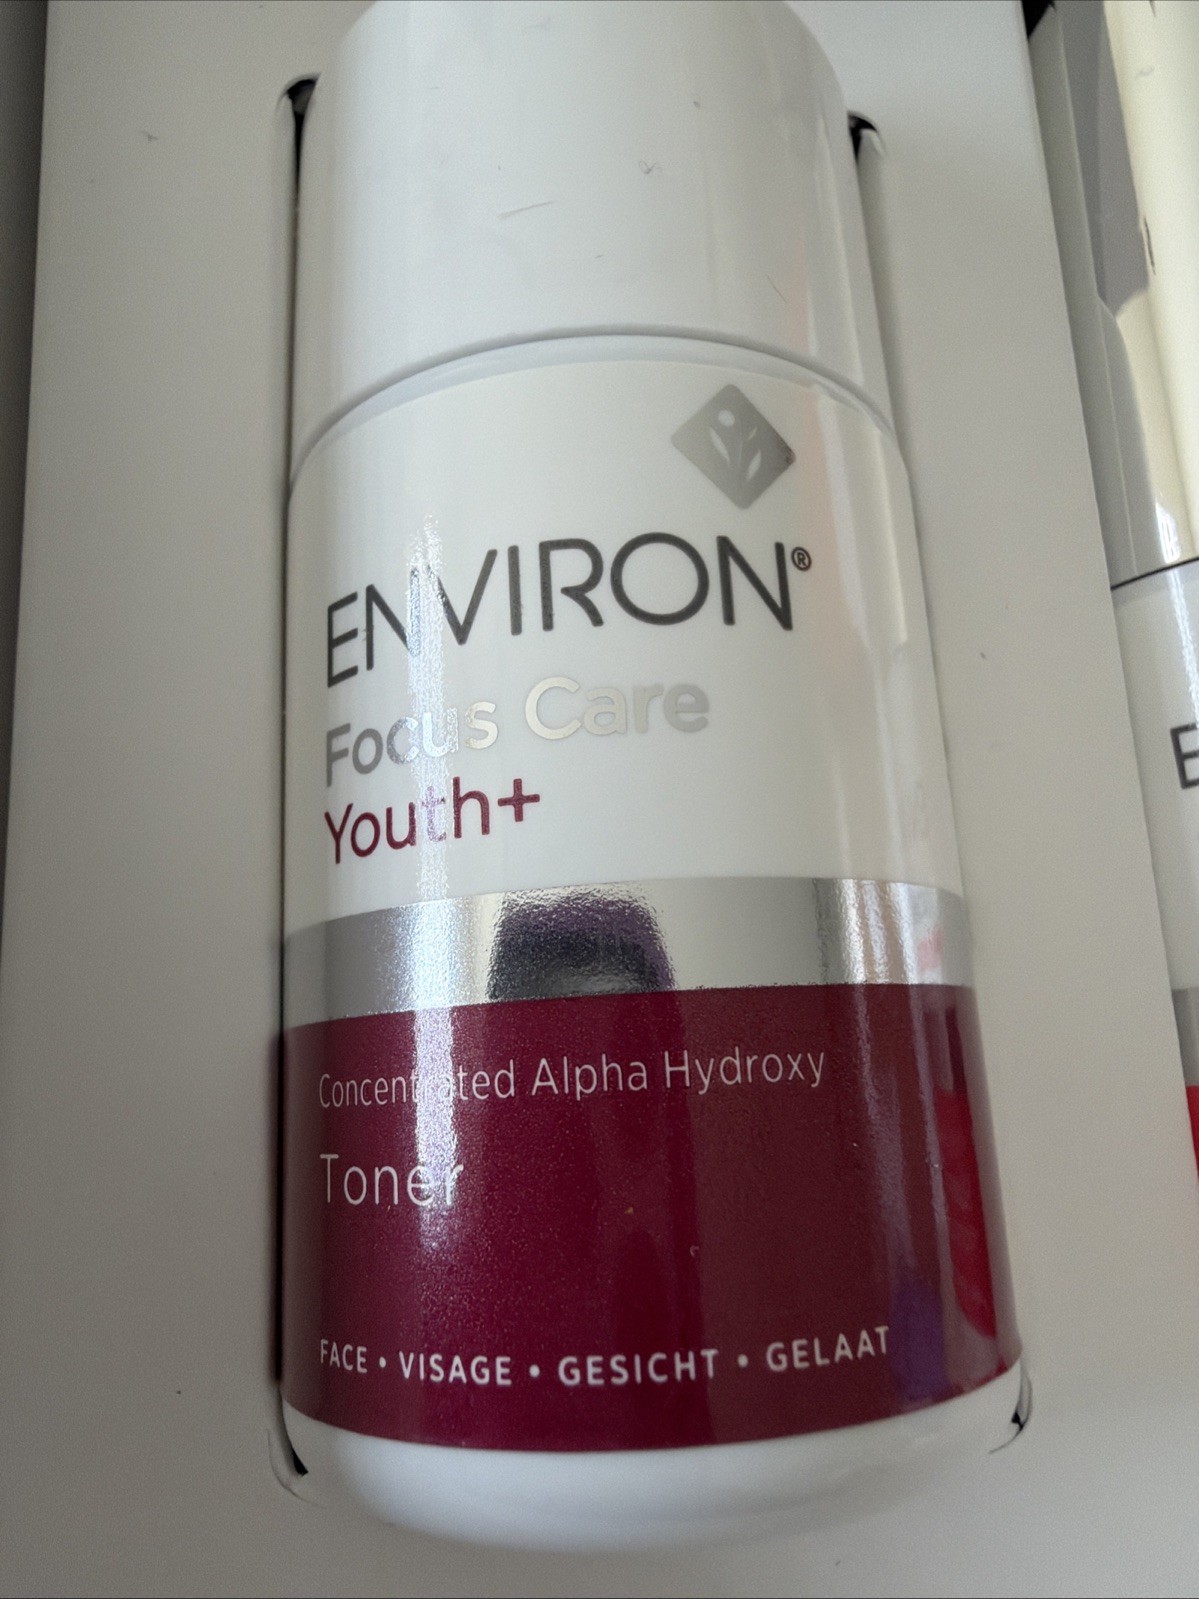 ENVIRON®
Focus Care
Youth+
Concentrated Alpha Hydroxy
Toner
FACE • VISAGE • GESICHT • GELAAT